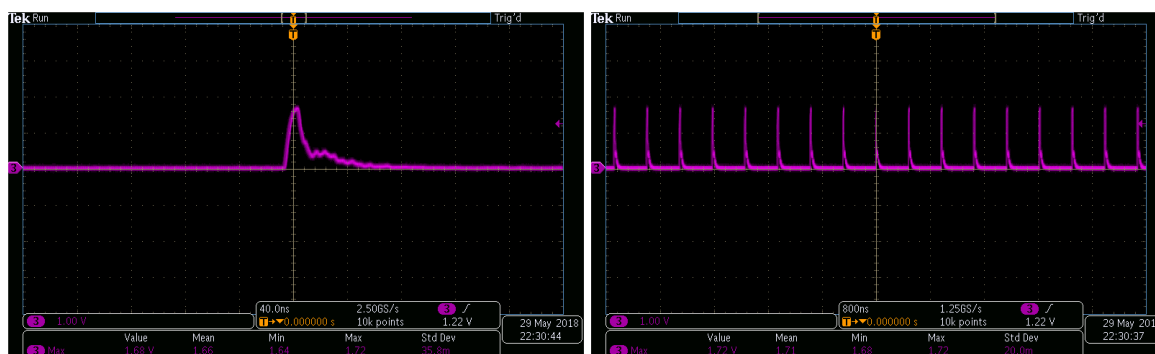 Tek Run Trig'd
T
T
3
40.0ns 2.50GS/s 3
T 0.000000 s 10k points 1.22 V
3 1.00 V
29 May 2018
22:30:44
Value Mean Min Max Std Dev
3 Max 1.68 V 1.66 1.64 1.72 35.8m
Tek Run Trig'd
T
T
3
800ns 1.25GS/s 3
T 0.000000 s 10k points 1.22 V
3 1.00 V
29 May 201
22:30:37
Value Mean Min Max Std Dev
3 Max 1.72 V 1.71 1.68 1.72 20.0m